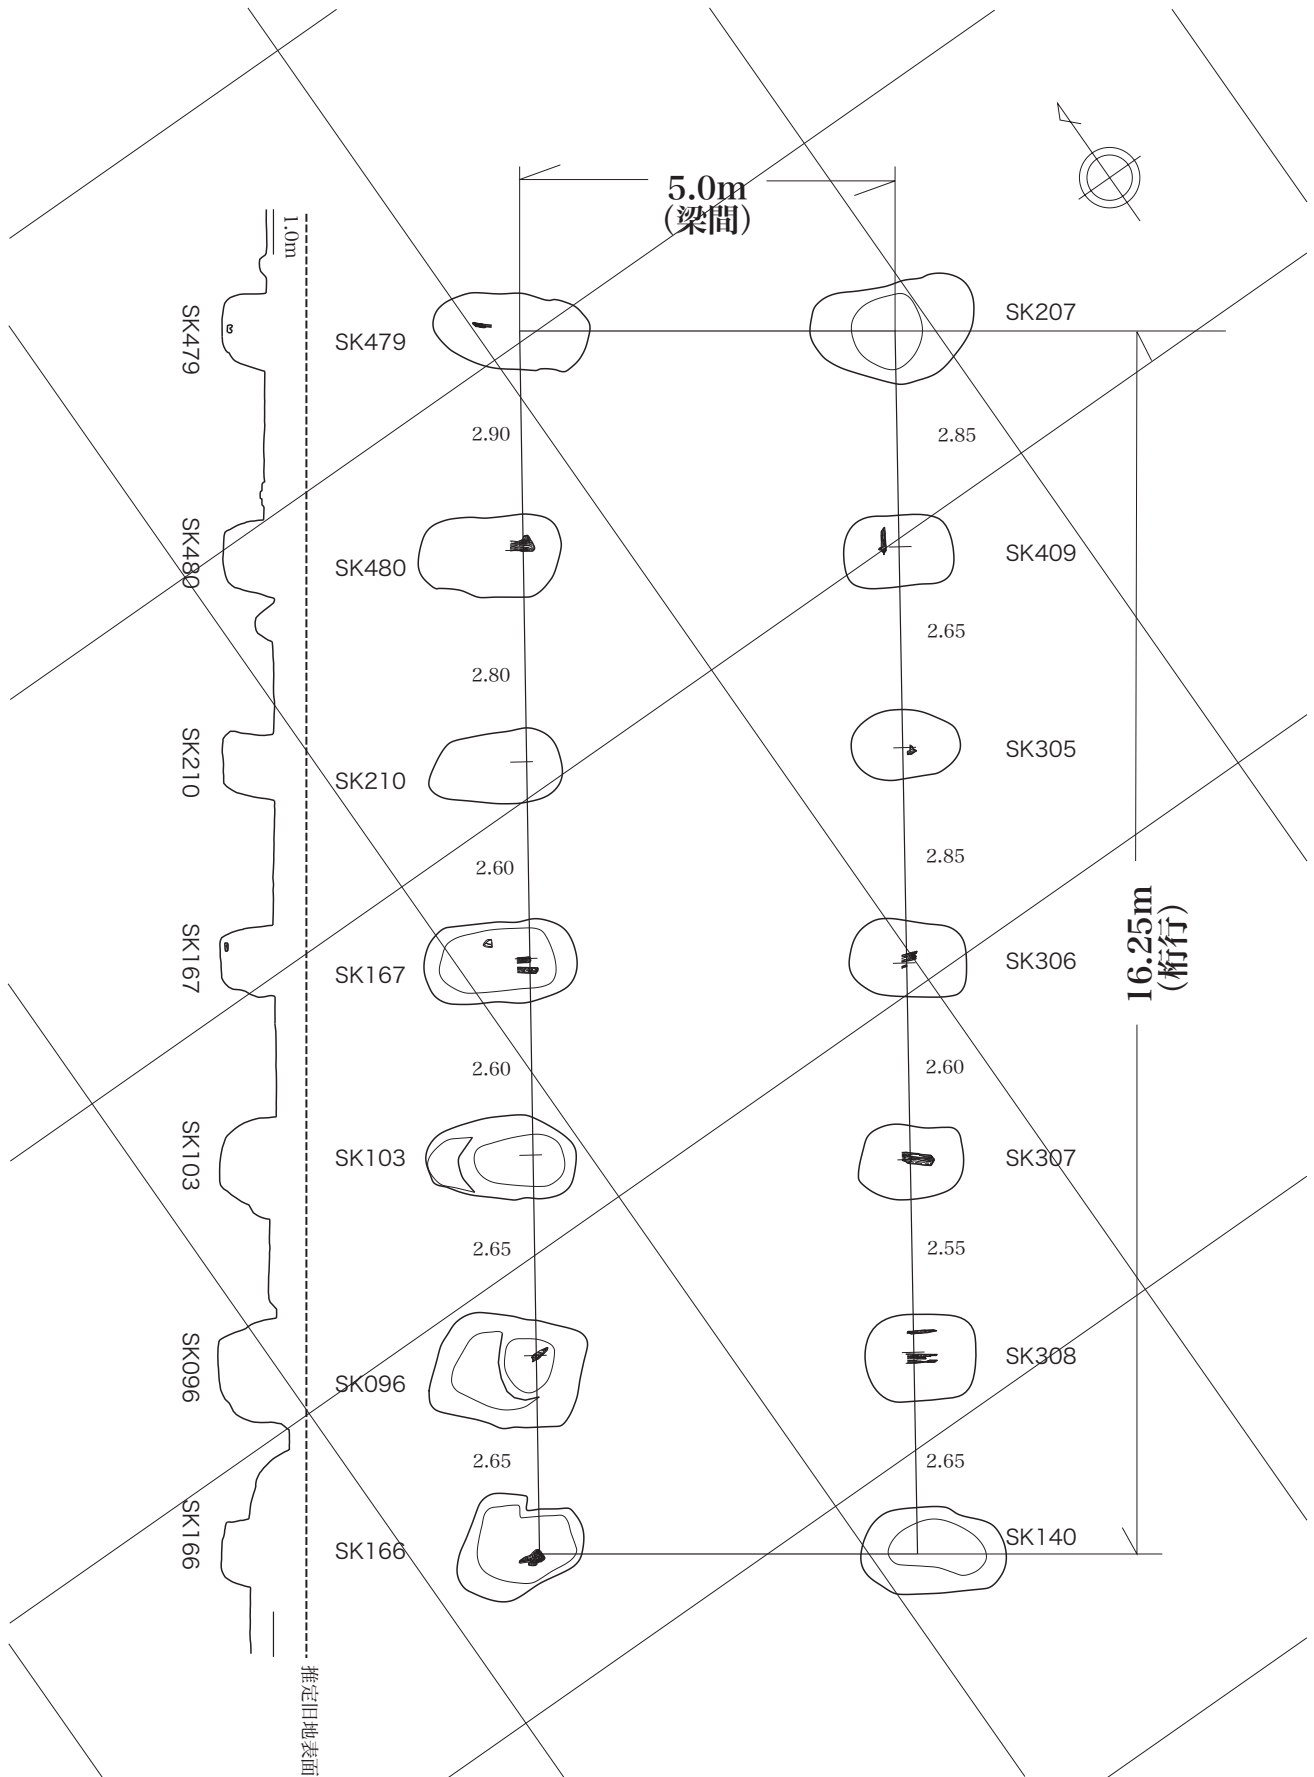 5.0m
(梁間)
1.0m
SK479
SK479
SK207
2.90
2.85
SK480
SK480
SK409
2.80
2.65
SK210
SK210
SK305
2.60
2.85
SK167
SK167
SK306
16.25m
(桁行)
2.60
2.60
SK103
SK103
SK307
2.65
2.55
SK096
SK096
SK308
2.65
2.65
SK166
SK166
SK140
推定旧地表面